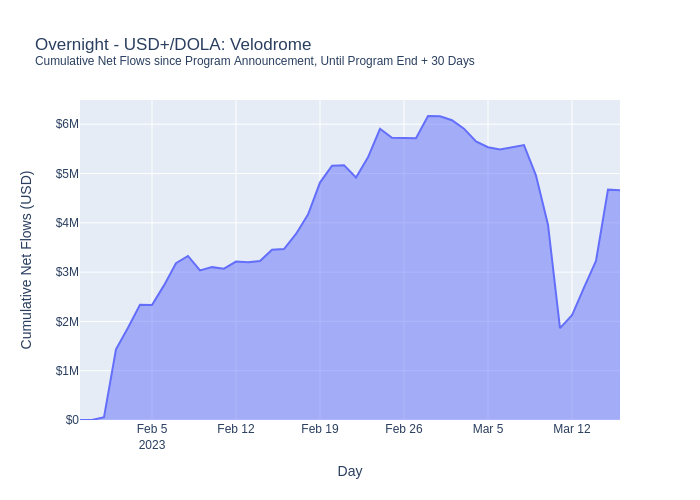 Overnight - USD+/DOLA: Velodrome
Cumulative Net Flows since Program Announcement, Until Program End + 30 Days
Cumulative Net Flows (USD)
$6M
$5M
$4M
$3M
$2M
$1M
$0
Feb 5
2023
Feb 12
Feb 19
Feb 26
Mar 5
Mar 12
Day